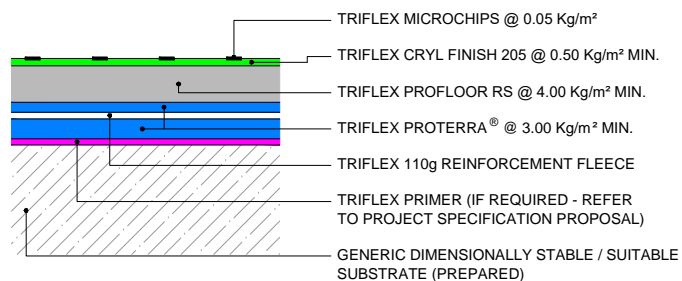 TRIFLEX MICROCHIPS @ 0.05 Kg/m²
TRIFLEX CRYL FINISH 205 @ 0.50 Kg/m² MIN.
TRIFLEX PROFLOOR RS @ 4.00 Kg/m² MIN.
TRIFLEX PROTERRA® @ 3.00 Kg/m² MIN.
TRIFLEX 110g REINFORCEMENT FLEECE
TRIFLEX PRIMER (IF REQUIRED - REFER
TO PROJECT SPECIFICATION PROPOSAL)
GENERIC DIMENSIONALLY STABLE / SUITABLE
SUBSTRATE (PREPARED)